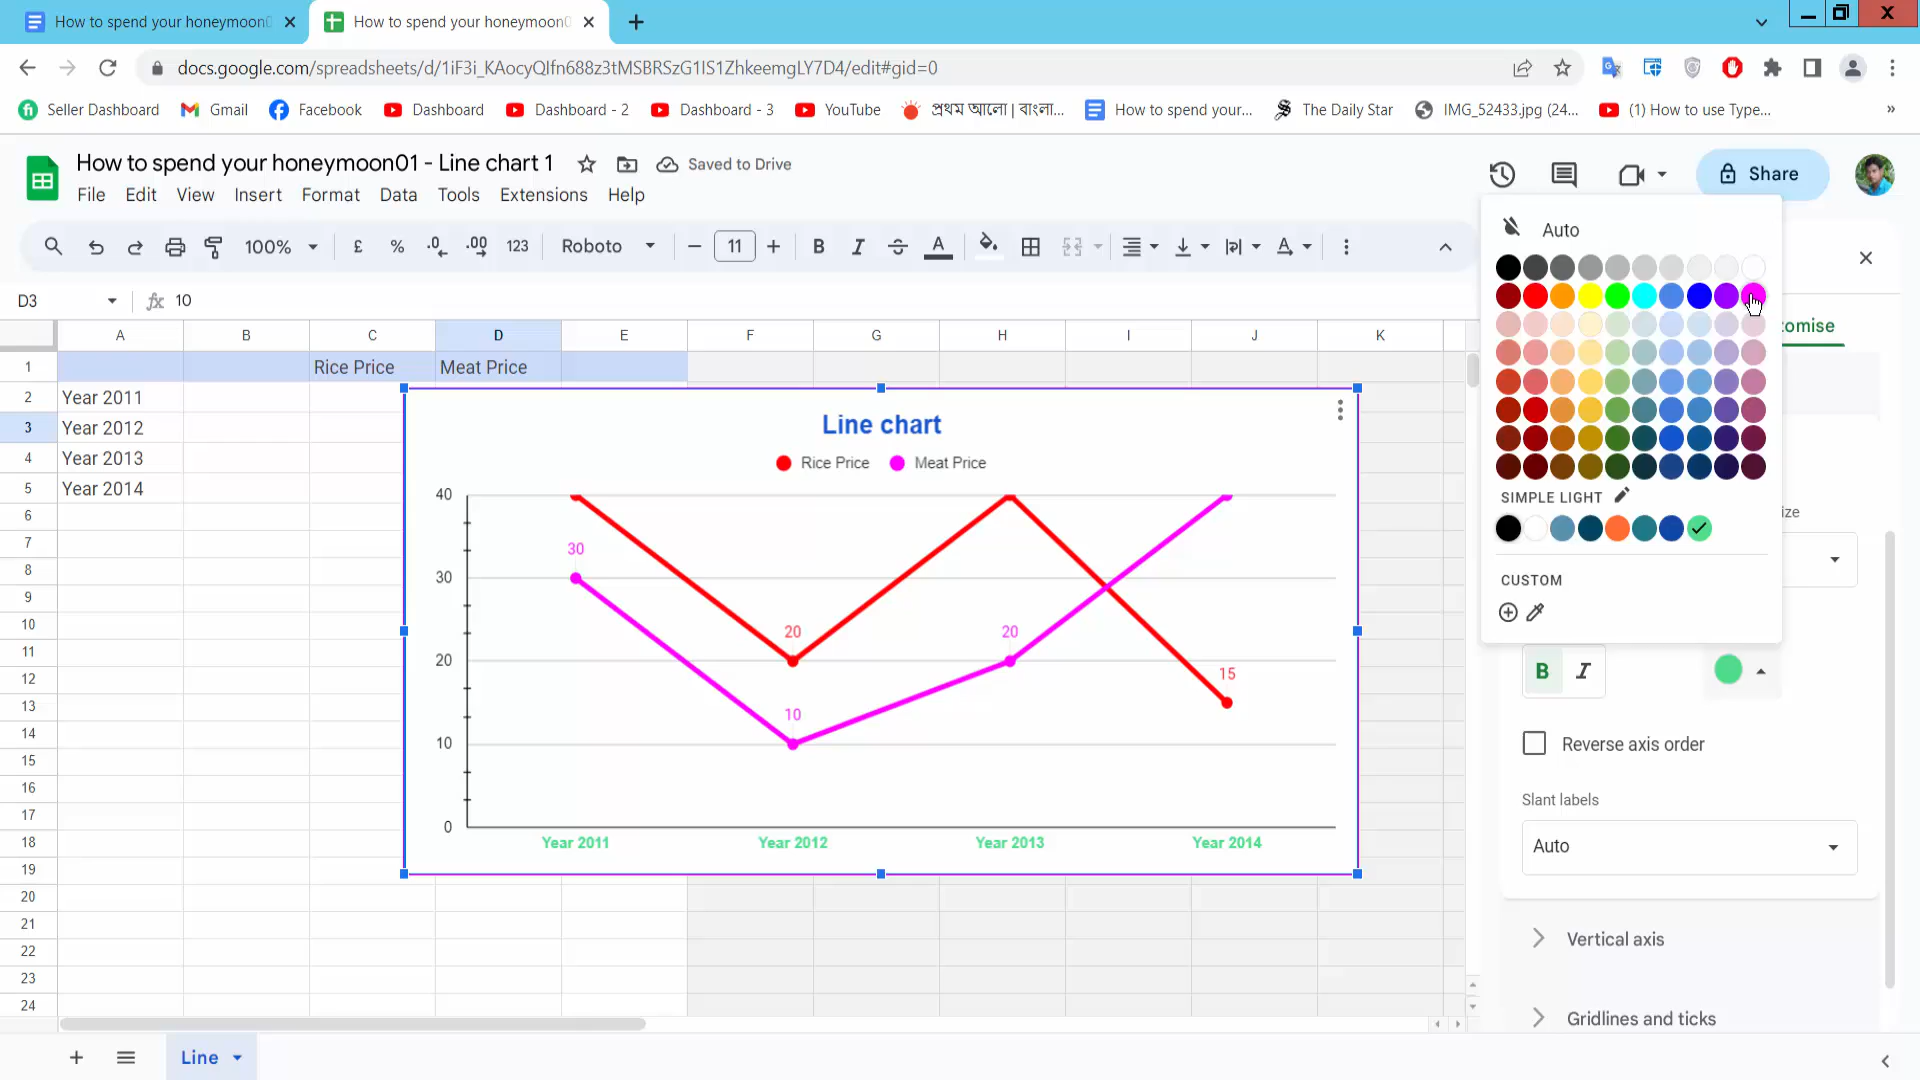 How to spend your honeymoon0
How to spend your honeymoon0
docs.google.com/spreadsheets/d/1iF3i_KAocyQIfn688z3tMSBRSzG1IS1ZhkeemgLY7D4/edit#gid=0
Seller Dashboard Gmail Facebook Dashboard Dashboard - 2 Dashboard - 3 YouTube প্রথম আলো | বাংলা... How to spend your... The Daily Star IMG_52433.jpg (24... (1) How to use Type... »
How to spend your honeymoon01 - Line chart 1 Saved to Drive
File Edit View Insert Format Data Tools Extensions Help
Share
100% £ % .0 .00 123 Roboto 11 B I S A A
D3 fx 10
A B C D E F G H I J K
1 Rice Price Meat Price
2 Year 2011
3 Year 2012
4 Year 2013
5 Year 2014
6
7
8
9
10
11
12
13
14
15
16
17
18
19
20
21
22
23
24
Line chart
Rice Price Meat Price
40
30
30
20 20
20
15
10
10
0
Year 2011 Year 2012 Year 2013 Year 2014
Auto
omise
SIMPLE LIGHT
ize
CUSTOM
B I
Reverse axis order
Slant labels
Auto
Vertical axis
Gridlines and ticks
Line